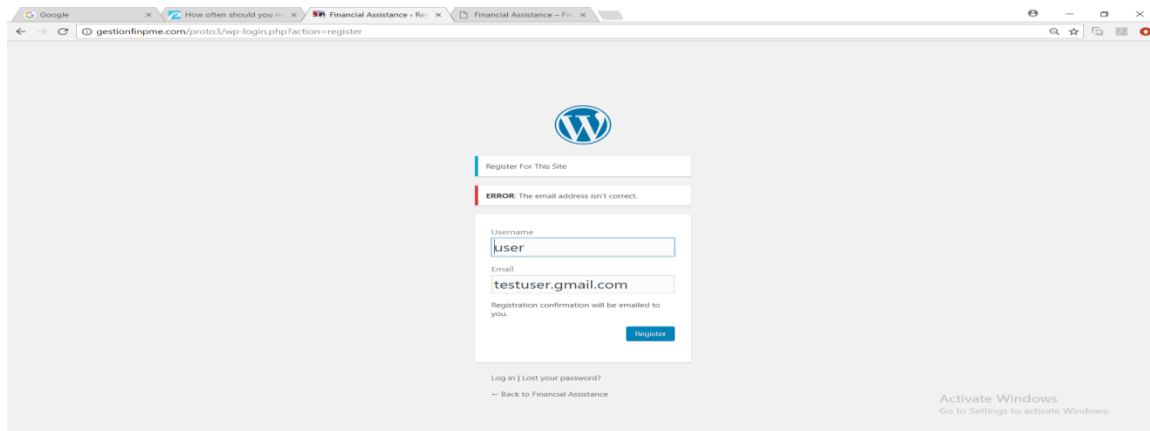 Google
How often should you re
Financial Assistance ‹ Reg
Financial Assistance – Fin
gestionfinpme.com/proto3/wp-login.php?action=register
Register For This Site
ERROR: The email address isn't correct.
Username
user
Email
testuser.gmail.com
Registration confirmation will be emailed to
you.
Register
Log in | Lost your password?
← Back to Financial Assistance
Activate Windows
Go to Settings to activate Windows.